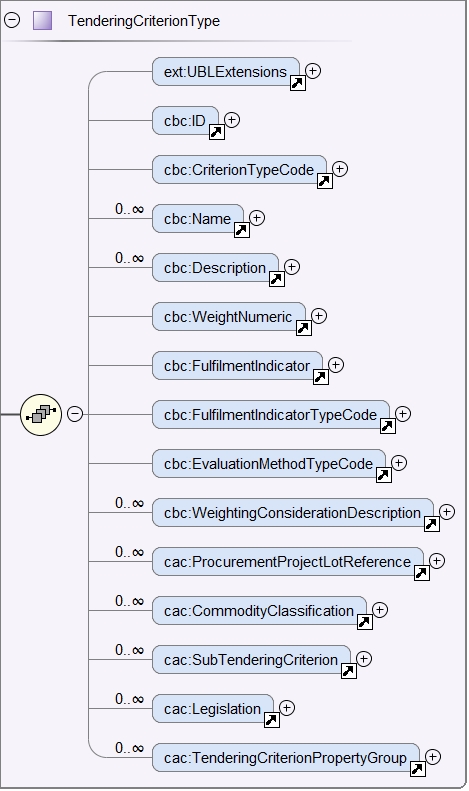 TenderingCriterionType
ext:UBLExtensions
cbc:ID
cbc:CriterionTypeCode
0..∞ cbc:Name
0..∞ cbc:Description
cbc:WeightNumeric
cbc:FulfilmentIndicator
cbc:FulfilmentIndicatorTypeCode
cbc:EvaluationMethodTypeCode
0..∞ cbc:WeightingConsiderationDescription
0..∞ cac:ProcurementProjectLotReference
0..∞ cac:CommodityClassification
0..∞ cac:SubTenderingCriterion
0..∞ cac:Legislation
0..∞ cac:TenderingCriterionPropertyGroup